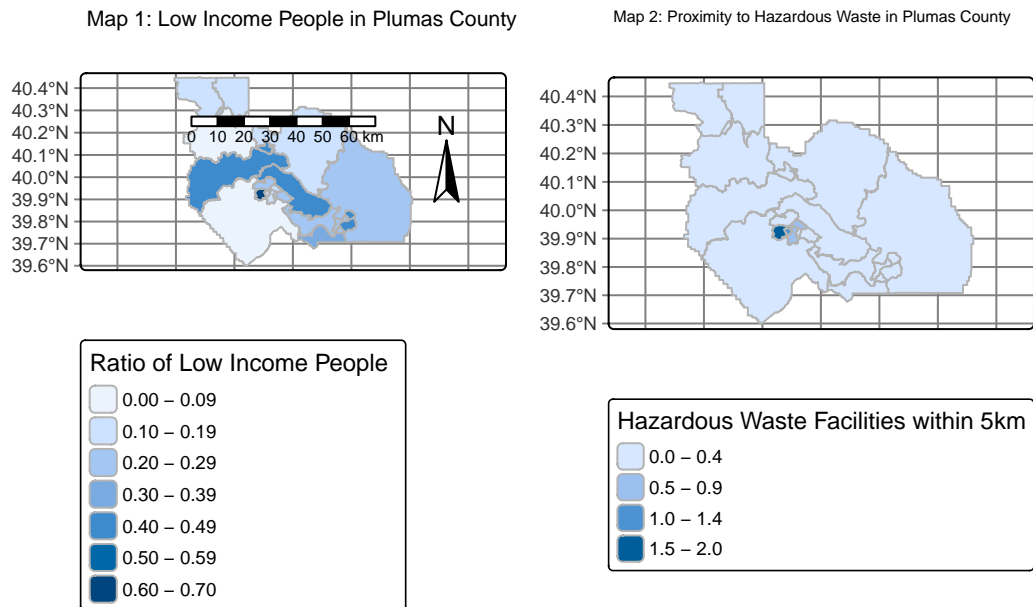 Map 1: Low Income People in Plumas County
40.4°N
40.3°N
40.2°N
40.1°N
40.0°N
39.9°N
39.8°N
39.7°N
39.6°N
0 10 20 30 40 50 60 km
N
Ratio of Low Income People
0.00 – 0.09
0.10 – 0.19
0.20 – 0.29
0.30 – 0.39
0.40 – 0.49
0.50 – 0.59
0.60 – 0.70
Map 2: Proximity to Hazardous Waste in Plumas County
40.4°N
40.3°N
40.2°N
40.1°N
40.0°N
39.9°N
39.8°N
39.7°N
39.6°N
Hazardous Waste Facilities within 5km
0.0 – 0.4
0.5 – 0.9
1.0 – 1.4
1.5 – 2.0